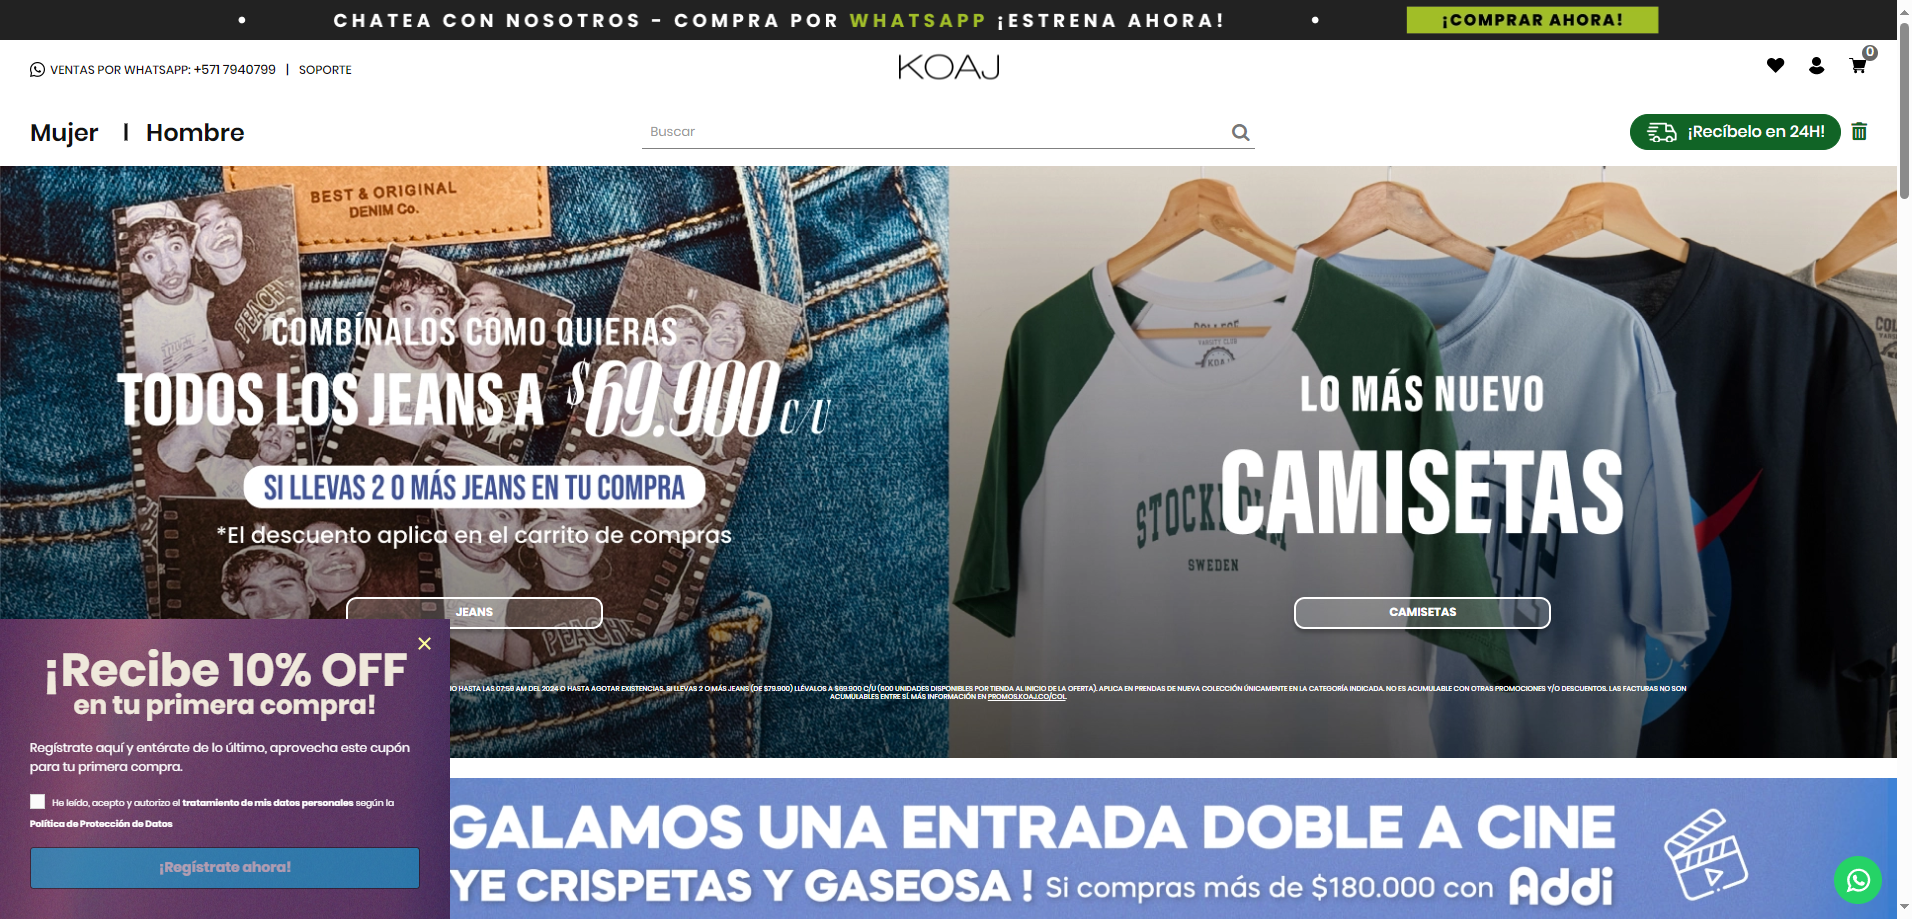 CHATEA CON NOSOTROS - COMPRA POR WHATSAPP ¡ESTRENA AHORA!
¡COMPRAR AHORA!
VENTAS POR WHATSAPP: +571 7940799 | SOPORTE
KOAJ
0
Mujer | Hombre
Buscar
¡Recíbelo en 24H!
BEST & ORIGINAL
DENIM Co.
PEACHY
COMBÍNALOS COMO QUIERAS
TODOS LOS JEANS A $69.900 C/U
SI LLEVAS 2 O MÁS JEANS EN TU COMPRA
*El descuento aplica en el carrito de compras
JEANS
PEACHY
COLLEGE
VARSITY CLUB
KOAJ
LO MÁS NUEVO
CAMISETAS
STOCKHOLM
SWEDEN
CAMISETAS
IO HASTA LAS 07:59 AM DEL 2024 O HASTA AGOTAR EXISTENCIAS. SI LLEVAS 2 O MÁS JEANS (DE $79.900) LLÉVALOS A $69.900 C/U (600 UNIDADES DISPONIBLES POR TIENDA AL INICIO DE LA OFERTA). APLICA EN PRENDAS DE NUEVA COLECCIÓN ÚNICAMENTE EN LA CATEGORÍA INDICADA. NO ES ACUMULABLE CON OTRAS PROMOCIONES Y/O DESCUENTOS. LAS FACTURAS NO SON
ACUMULABLES ENTRE SÍ. MÁS INFORMACIÓN EN PROMOS.KOAJ.CO/COL
¡Recibe 10% OFF
en tu primera compra!
Regístrate aquí y entérate de lo último, aprovecha este cupón
para tu primera compra.
He leído, acepto y autorizo el tratamiento de mis datos personales según la
Política de Protección de Datos
¡Regístrate ahora!
GALAMOS UNA ENTRADA DOBLE A CINE
YE CRISPETAS Y GASEOSA ! Si compras más de $180.000 con Addi